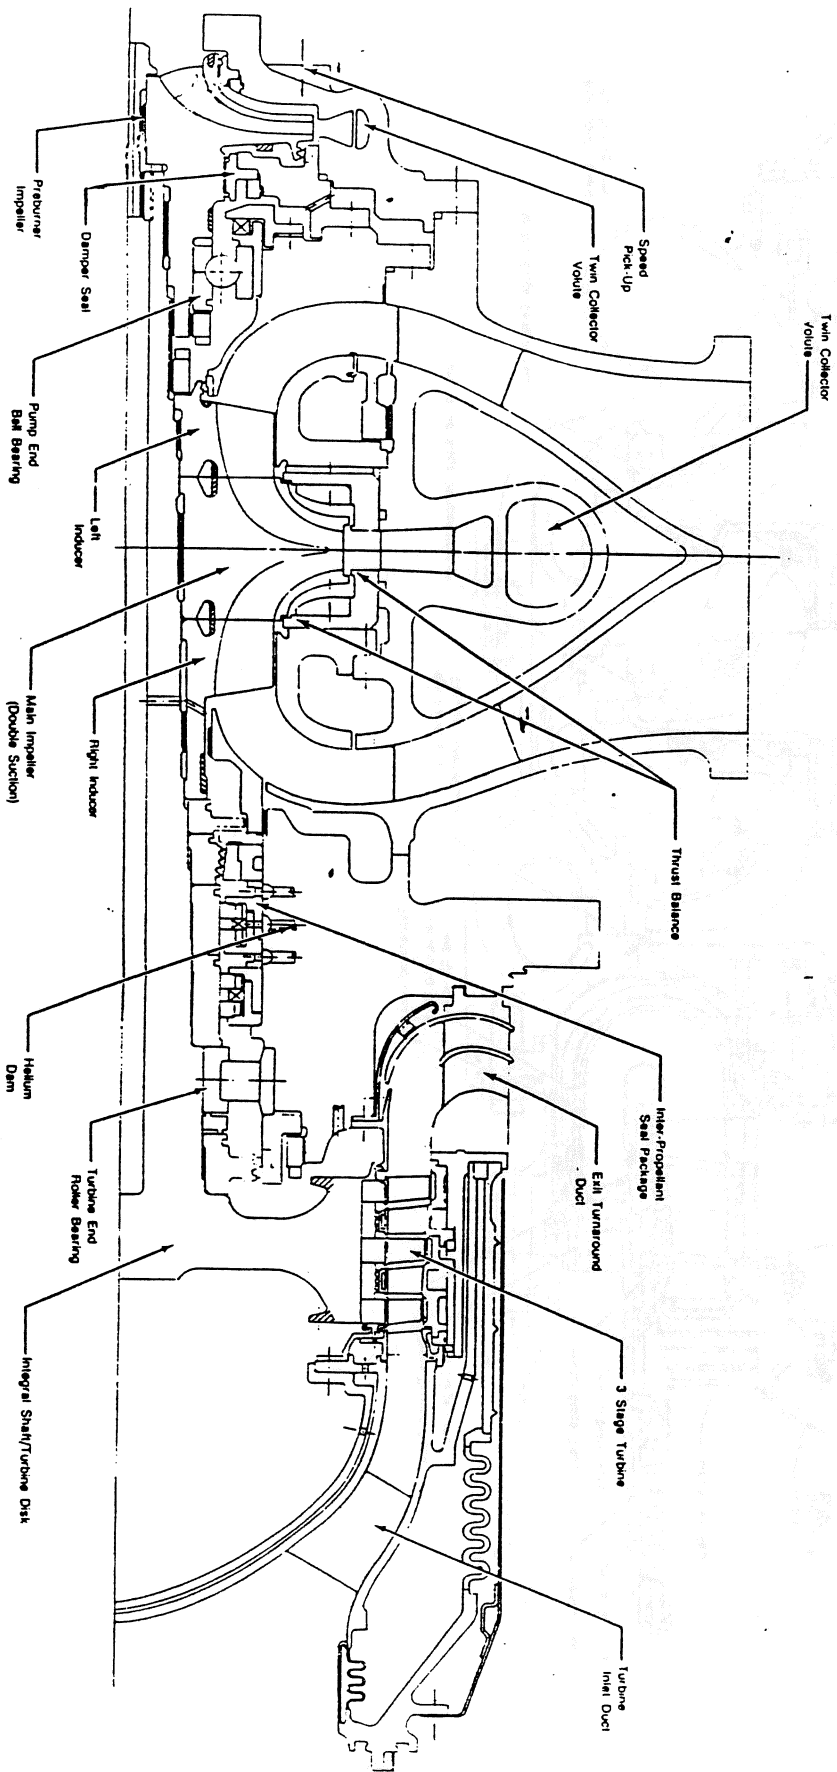 Speed
Pick-Up
Twin Collector
Volute
Twin Collector
Volute
Thrust Balance
Inter-Propellant
Seal Package
Exit Turnaround
Duct
3 Stage Turbine
Turbine
Inlet Duct
Preburner
Impeller
Damper Seal
Pump End
Ball Bearing
Left
Inducer
Main Impeller
(Double Suction)
Right Inducer
Helium
Dam
Turbine End
Roller Bearing
Integral Shaft/Turbine Disk